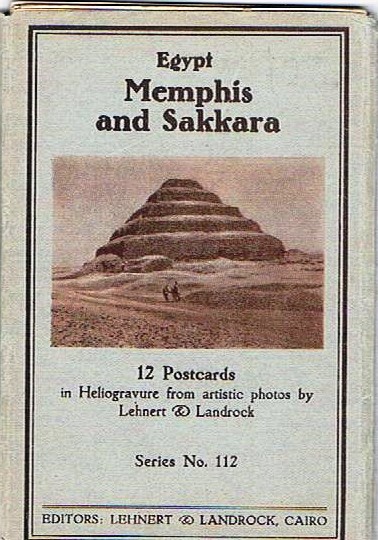 Egypt
Memphis
and Sakkara
12 Postcards
in Heliogravure from artistic photos by
Lehnert & Landrock
Series No. 112
EDITORS: LEHNERT & LANDROCK, CAIRO